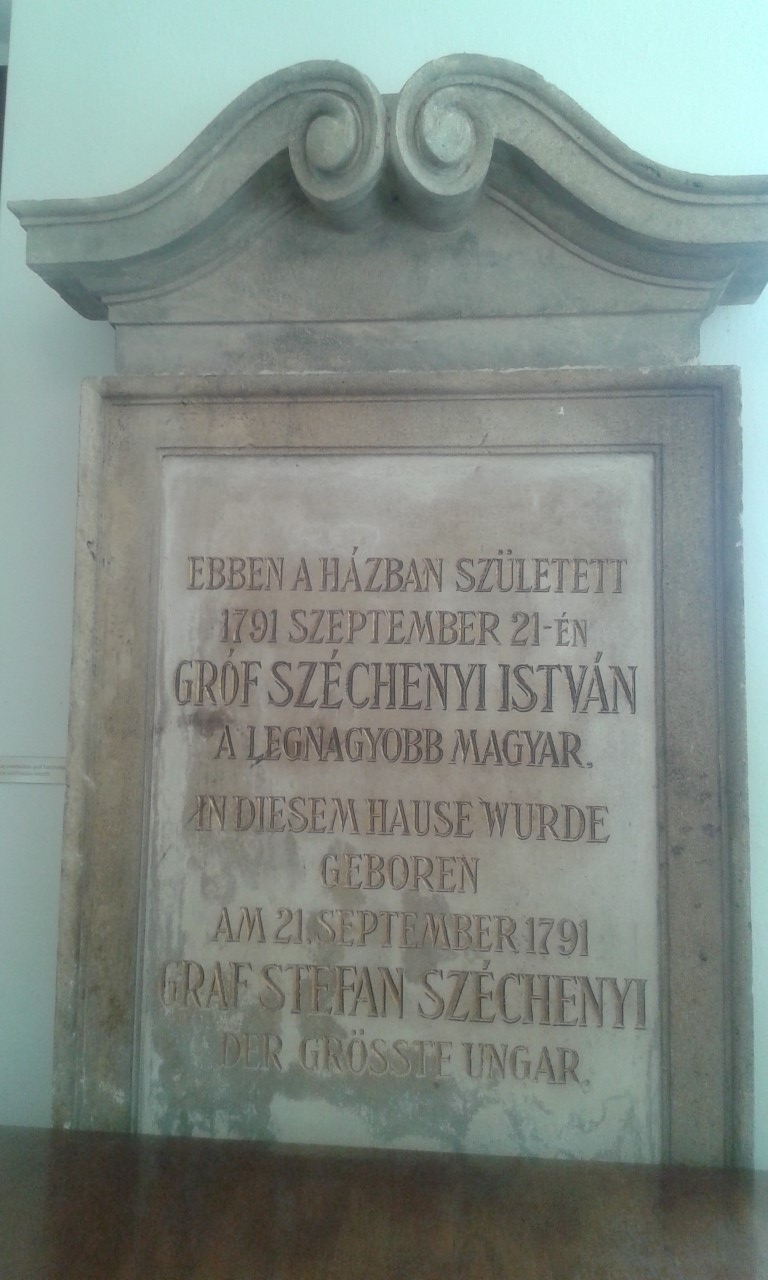 EBBEN A HÁZBAN SZÜLETETT
1791 SZEPTEMBER 21-ÉN
GRÓF SZÉCHENYI ISTVÁN
A LEGNAGYOBB MAGYAR.
IN DIESEM HAUSE WURDE
GEBOREN
AM 21. SEPTEMBER 1791
GRAF STEFAN SZÉCHENYI
DER GRÖSSTE UNGAR.